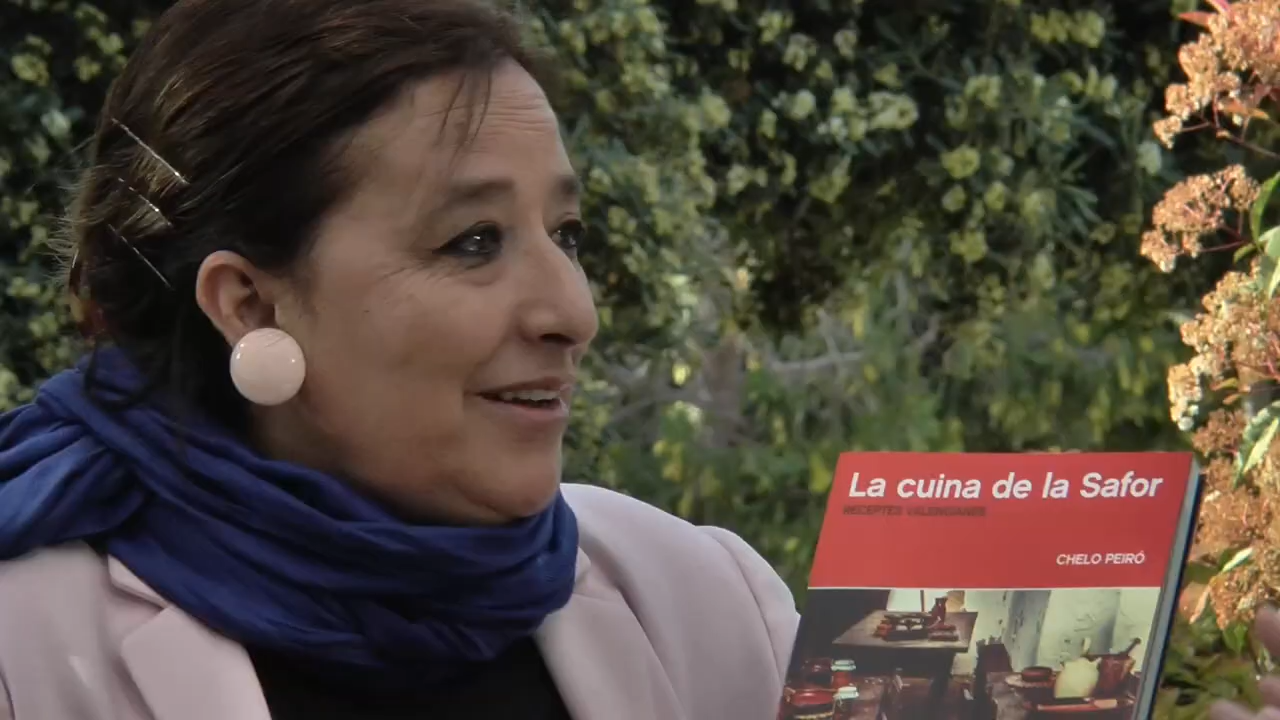 La cuina de la Safor
RECEPTES VALENCIANES
CHELO PEIRÓ